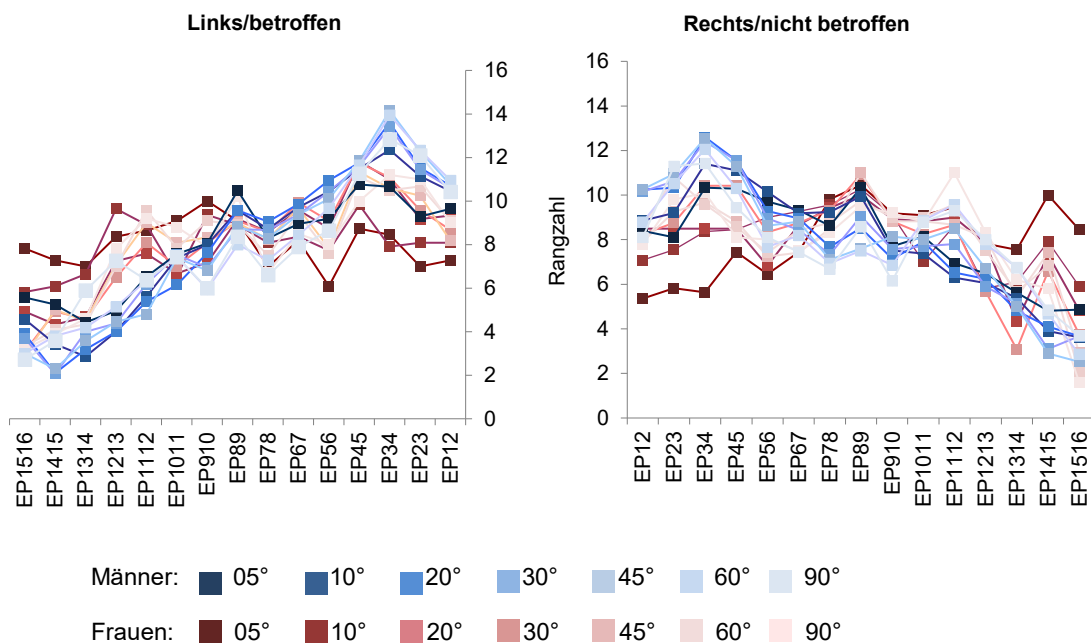 Links/betroffen
Rechts/nicht betroffen
16
14
12
10
8
6
4
2
0
EP1516
EP1415
EP1314
EP1213
EP1112
EP1011
EP910
EP89
EP78
EP67
EP56
EP45
EP34
EP23
EP12
Rangzahl
16
14
12
10
8
6
4
2
0
EP12
EP23
EP34
EP45
EP56
EP67
EP78
EP89
EP910
EP1011
EP1112
EP1213
EP1314
EP1415
EP1516
Männer: 05° 10° 20° 30° 45° 60° 90°
Frauen: 05° 10° 20° 30° 45° 60° 90°